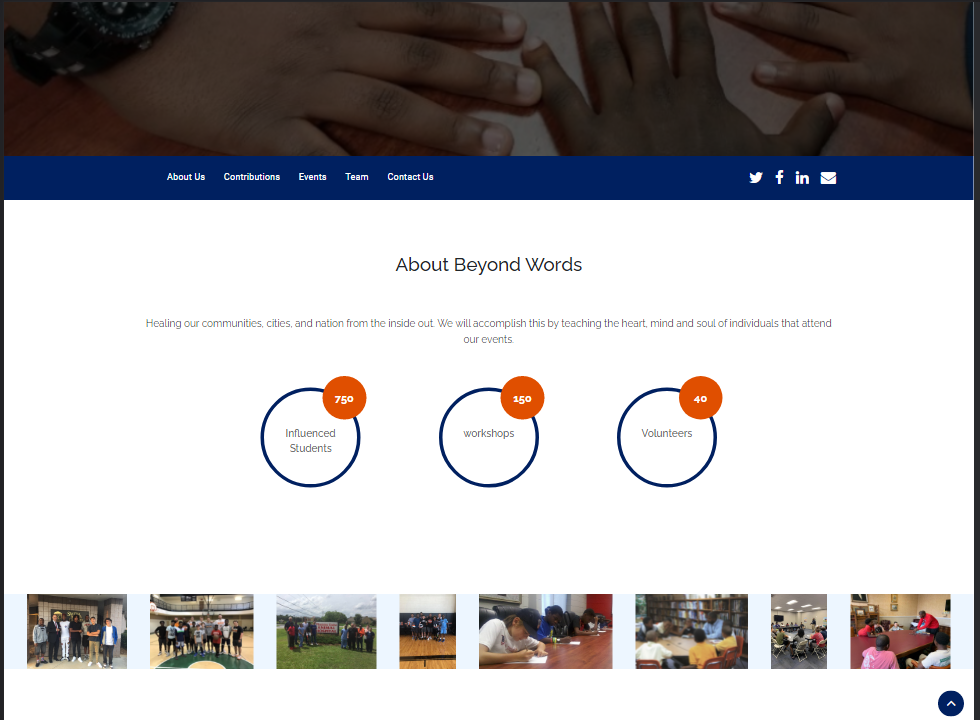 About Us Contributions Events Team Contact Us
About Beyond Words
Healing our communities, cities, and nation from the inside out. We will accomplish this by teaching the heart, mind and soul of individuals that attend
our events.
750
Influenced
Students
150
workshops
40
Volunteers